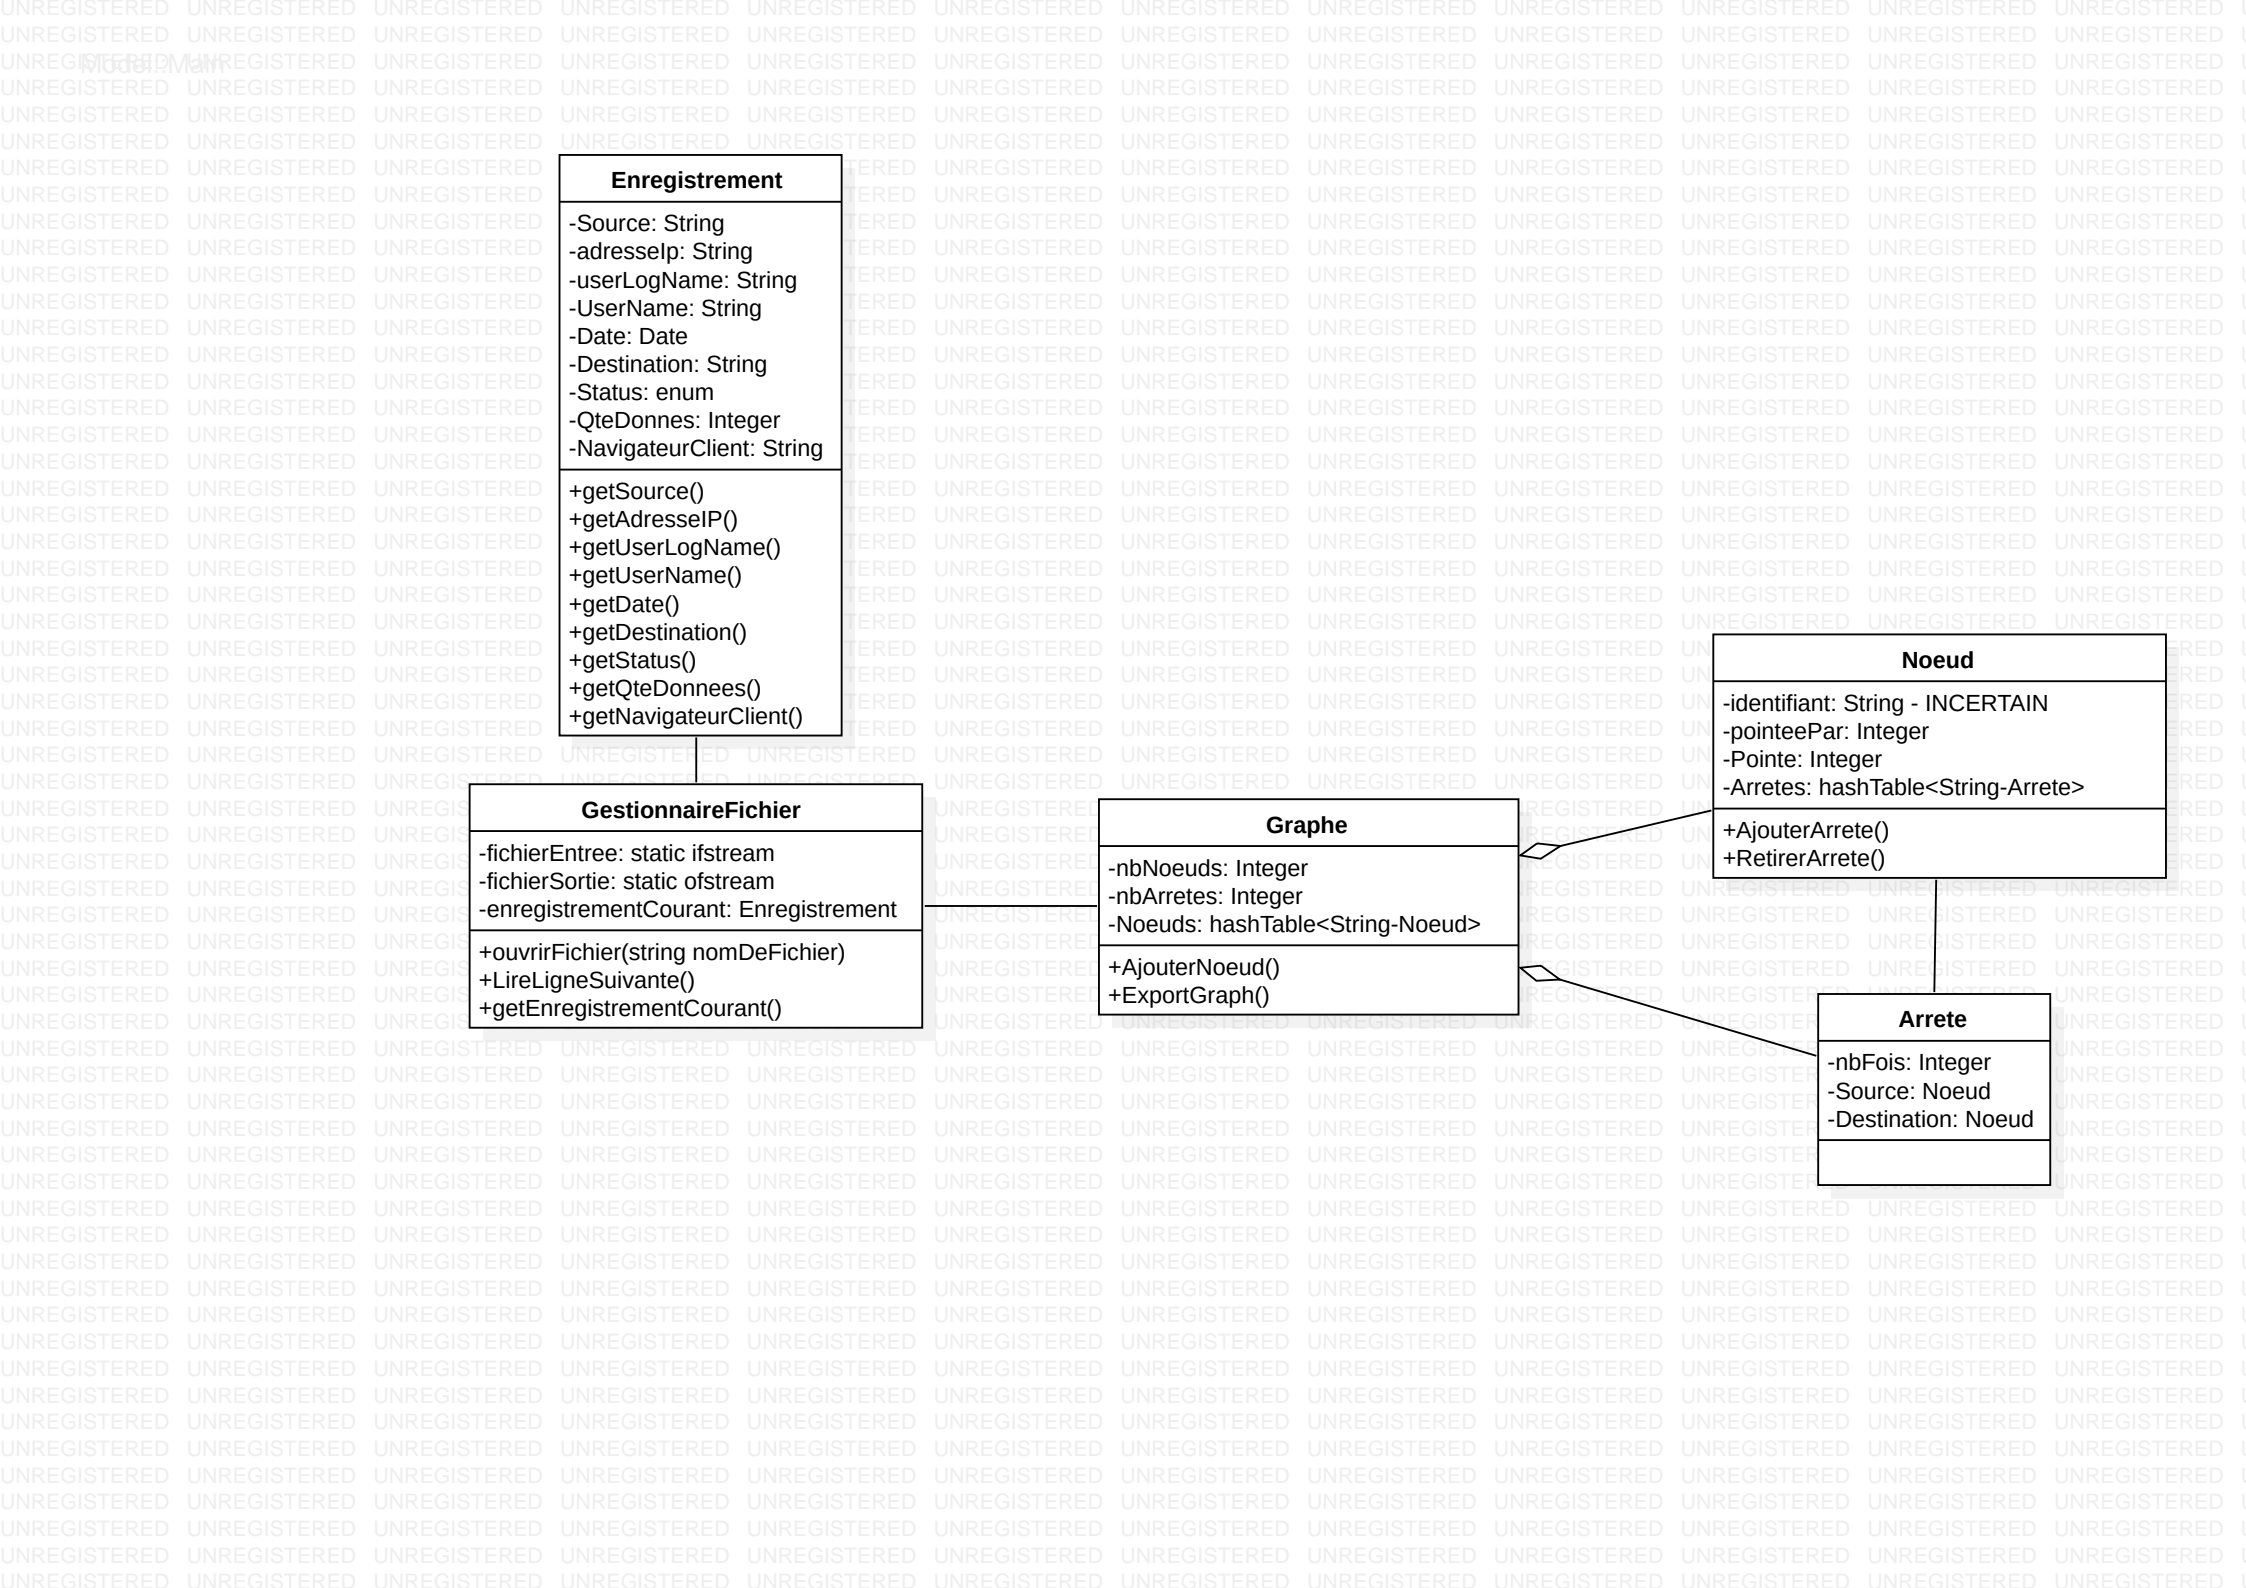 Model::Main
Enregistrement
-Source: String
-adresseIp: String
-userLogName: String
-UserName: String
-Date: Date
-Destination: String
-Status: enum
-QteDonnes: Integer
-NavigateurClient: String
+getSource()
+getAdresseIP()
+getUserLogName()
+getUserName()
+getDate()
+getDestination()
+getStatus()
+getQteDonnees()
+getNavigateurClient()
GestionnaireFichier
-fichierEntree: static ifstream
-fichierSortie: static ofstream
-enregistrementCourant: Enregistrement
+ouvrirFichier(string nomDeFichier)
+LireLigneSuivante()
+getEnregistrementCourant()
Graphe
-nbNoeuds: Integer
-nbArretes: Integer
-Noeuds: hashTable<String-Noeud>
+AjouterNoeud()
+ExportGraph()
Noeud
-identifiant: String - INCERTAIN
-pointeePar: Integer
-Pointe: Integer
-Arretes: hashTable<String-Arrete>
+AjouterArrete()
+RetirerArrete()
Arrete
-nbFois: Integer
-Source: Noeud
-Destination: Noeud
UNREGISTERED